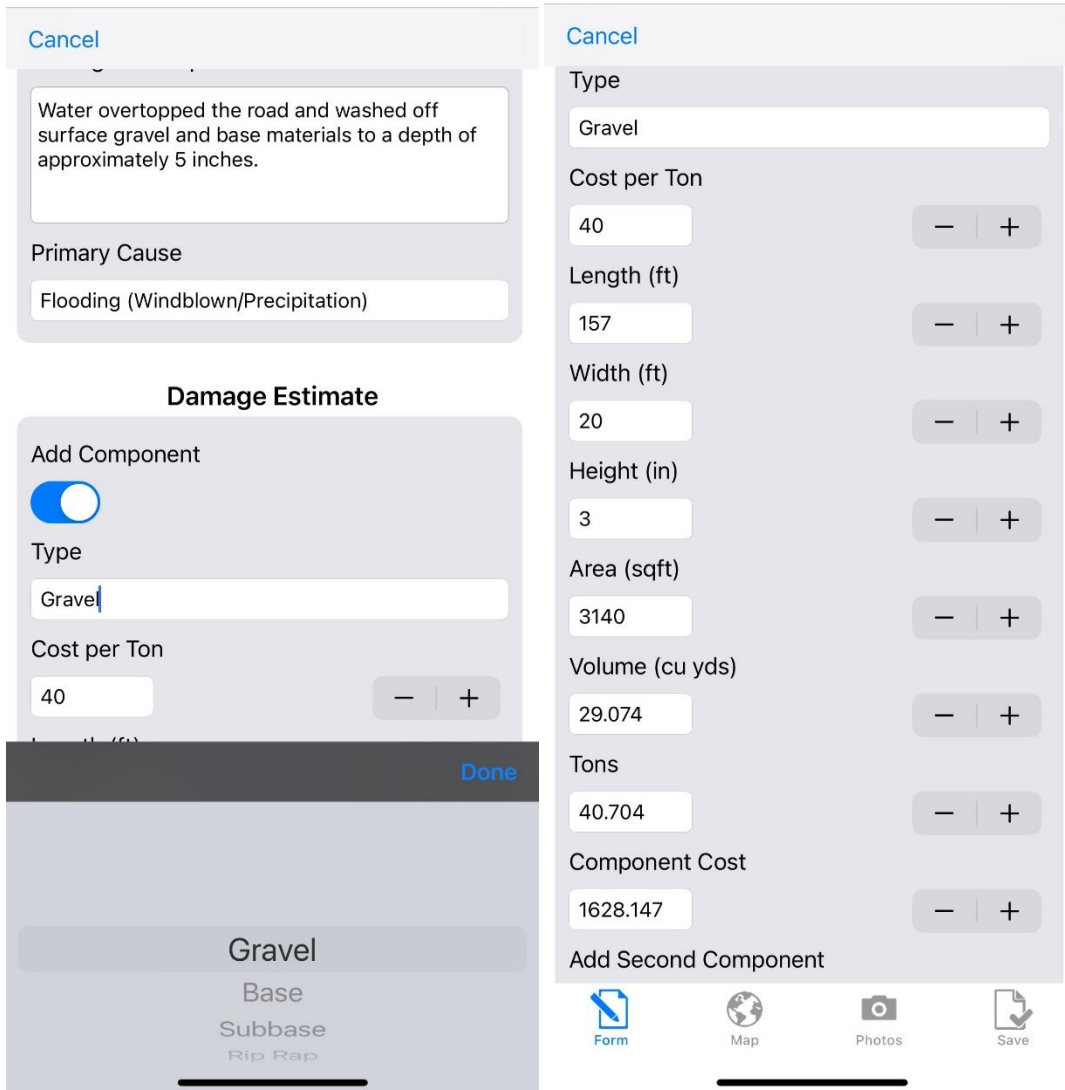 Cancel
Water overtopped the road and washed off
surface gravel and base materials to a depth of
approximately 5 inches.
Primary Cause
Flooding (Windblown/Precipitation)
Damage Estimate
Add Component
Type
Gravel
Cost per Ton
40
Done
Gravel
Base
Subbase
Rip Rap
Cancel
Type
Gravel
Cost per Ton
40
Length (ft)
157
Width (ft)
20
Height (in)
3
Area (sqft)
3140
Volume (cu yds)
29.074
Tons
40.704
Component Cost
1628.147
Add Second Component
Form
Map
Photos
Save